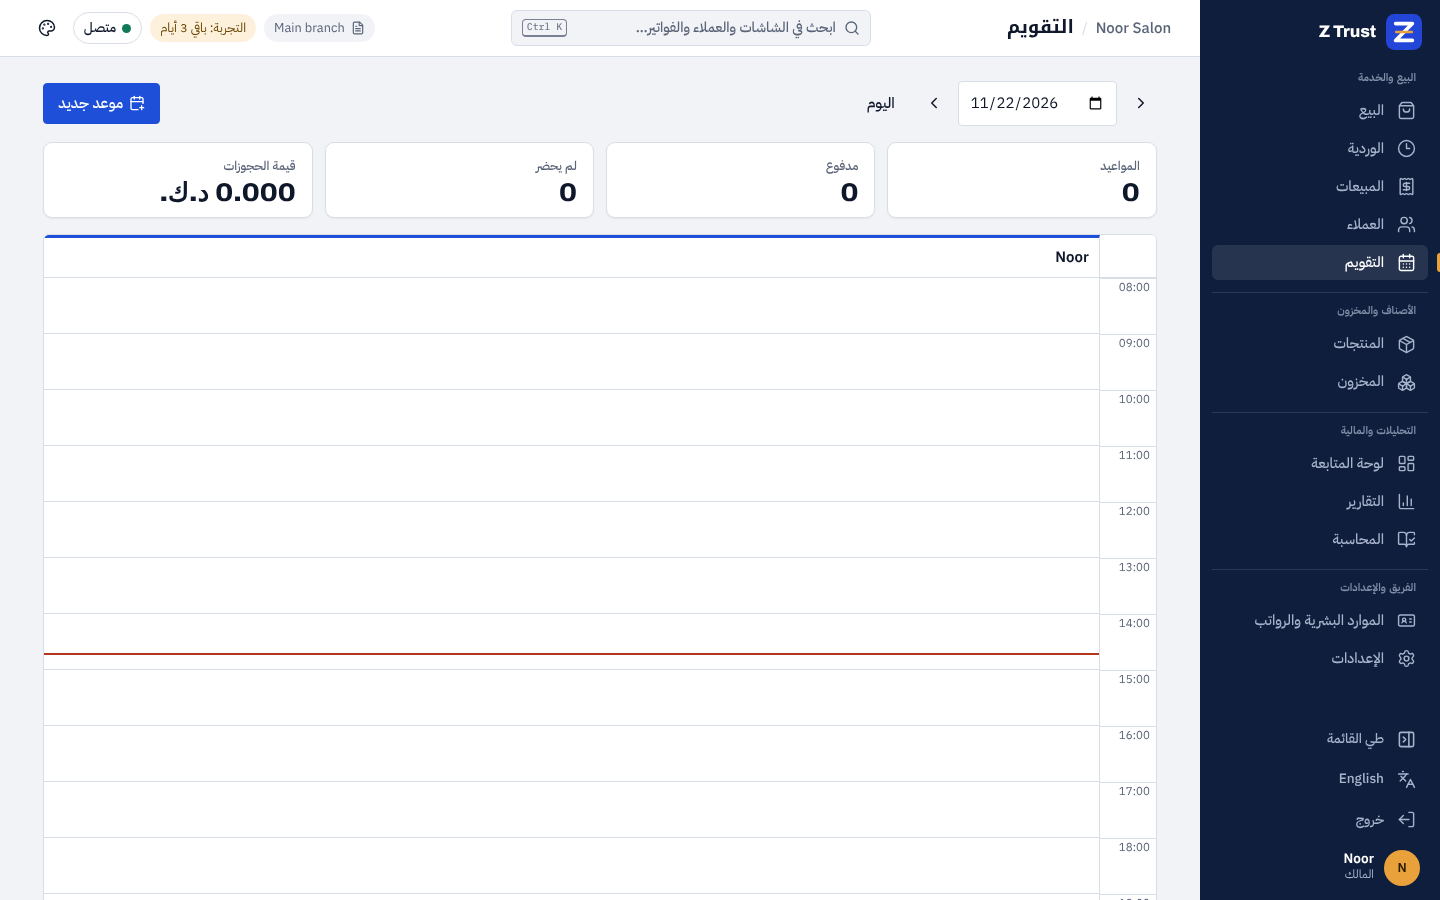 Z Trust
البيع والخدمة
البيع
الوردية
المبيعات
العملاء
التقويم
الأصناف والمخزون
المنتجات
المخزون
التحليلات والمالية
لوحة المتابعة
التقارير
المحاسبة
الفريق والإعدادات
الموارد البشرية والرواتب
الإعدادات
طي القائمة
English
خروج
N
Noor
المالك
Noor Salon / التقويم
ابحث في الشاشات والعملاء والفواتير...
Ctrl K
Main branch
التجربة: باقي 3 أيام
متصل
11/22/2026
اليوم
موعد جديد
المواعيد
0
مدفوع
0
لم يحضر
0
قيمة الحجوزات
0.000 د.ك.
Noor
08:00
09:00
10:00
11:00
12:00
13:00
14:00
15:00
16:00
17:00
18:00